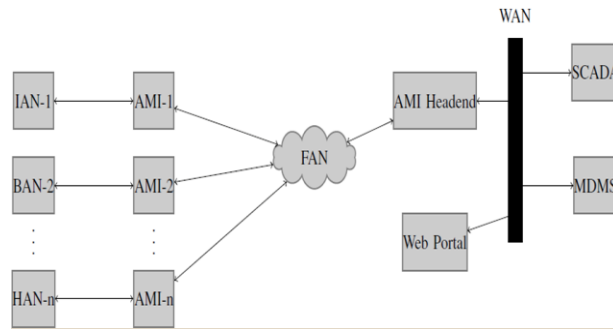 WAN
IAN-1
AMI-1
AMI Headend
SCADA
BAN-2
AMI-2
FAN
MDMS
Web Portal
HAN-n
AMI-n